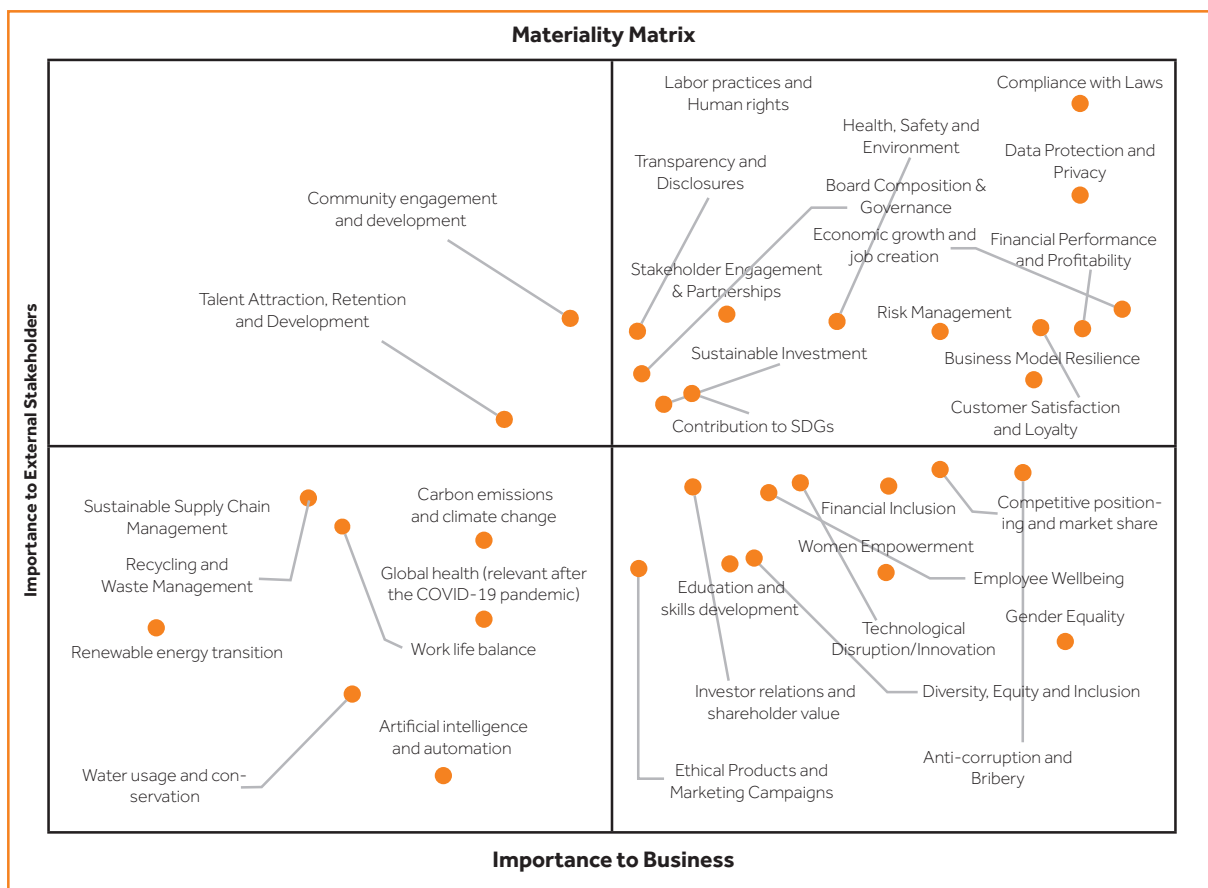 Materiality Matrix
Labor practices and
Human rights
Compliance with Laws
Health, Safety and
Environment
Data Protection and
Privacy
Transparency and
Disclosures
Board Composition &
Governance
Community engagement
and development
Economic growth and
job creation
Financial Performance
and Profitability
Stakeholder Engagement
& Partnerships
Talent Attraction, Retention
and Development
Risk Management
Sustainable Investment
Business Model Resilience
Customer Satisfaction
and Loyalty
Contribution to SDGs
Importance to External Stakeholders
Sustainable Supply Chain
Management
Carbon emissions
and climate change
Recycling and
Waste Management
Global health (relevant after
the COVID-19 pandemic)
Renewable energy transition
Work life balance
Artificial intelligence
and automation
Water usage and con-
servation
Financial Inclusion
Competitive position-
ing and market share
Women Empowerment
Employee Wellbeing
Education and
skills development
Gender Equality
Technological
Disruption/Innovation
Investor relations and
shareholder value
Diversity, Equity and Inclusion
Anti-corruption and
Bribery
Ethical Products and
Marketing Campaigns
Importance to Business